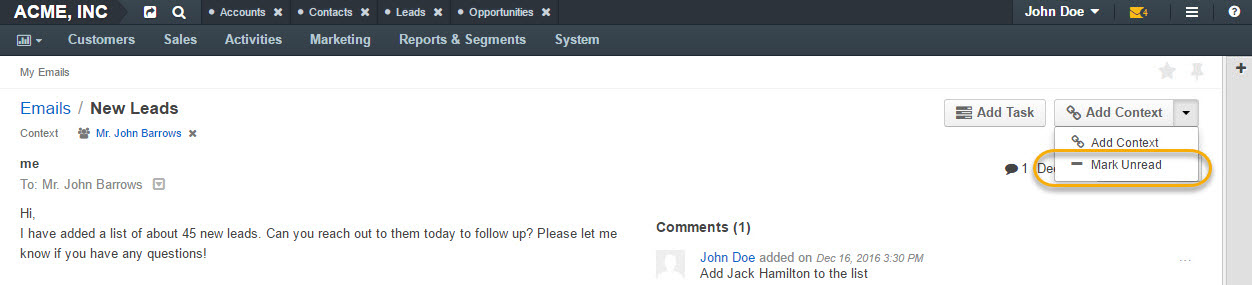 ACME, INC Accounts Contacts Leads Opportunities John Doe 4
Customers Sales Activities Marketing Reports & Segments System
My Emails
Emails / New Leads Add Task Add Context
Context Mr. John Barrows
Add Context
me
Mark Unread
1
To: Mr. John Barrows
Hi,
I have added a list of about 45 new leads. Can you reach out to them today to follow up? Please let me
know if you have any questions!
Comments (1)
John Doe added on Dec 16, 2016 3:30 PM
...
Add Jack Hamilton to the list